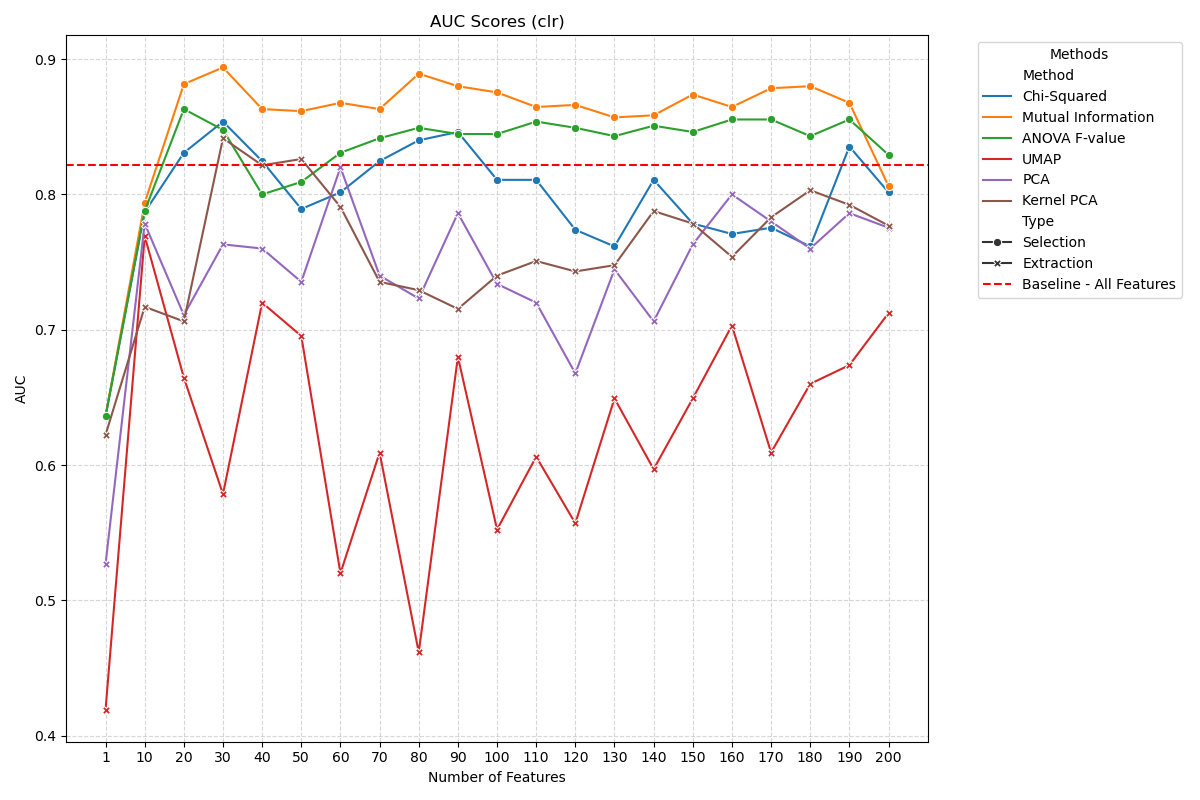 AUC Scores (clr)
AUC
0.9
0.8
0.7
0.6
0.5
0.4
1 10 20 30 40 50 60 70 80 90 100 110 120 130 140 150 160 170 180 190 200
Number of Features
Methods
Method
Chi-Squared
Mutual Information
ANOVA F-value
UMAP
PCA
Kernel PCA
Type
Selection
Extraction
Baseline - All Features